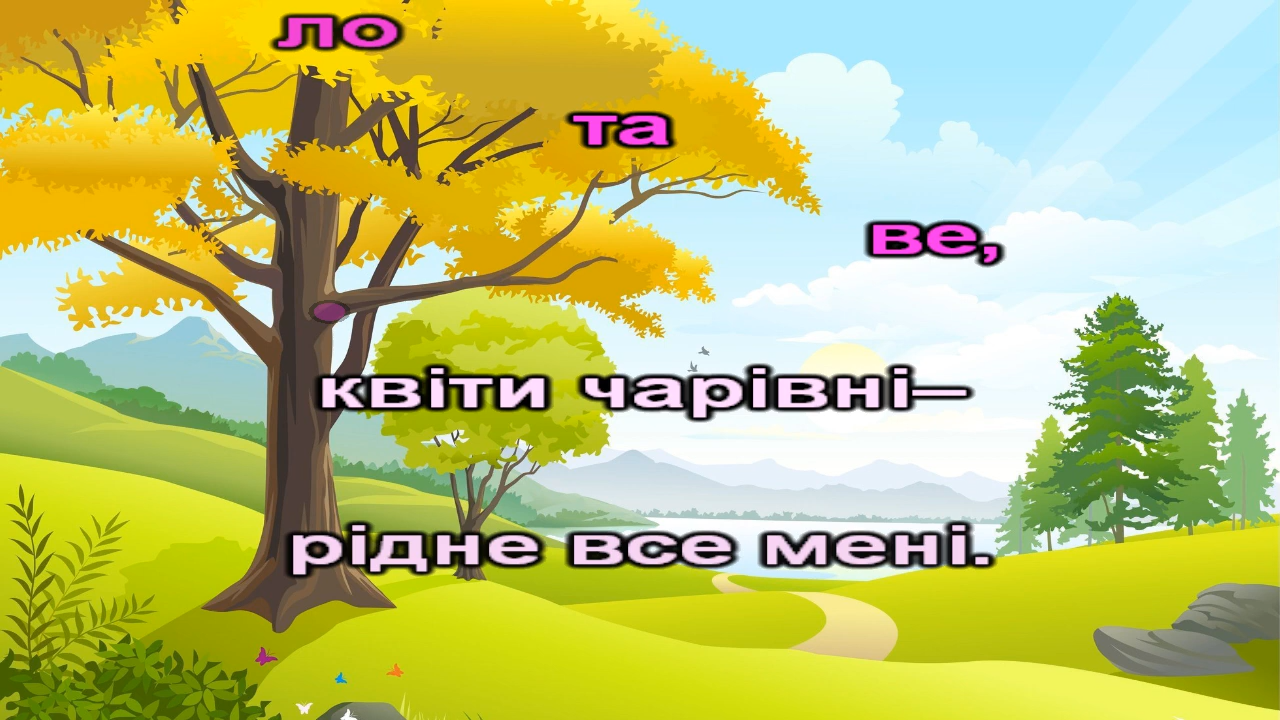 ло
та
ве,
квіти чарівні–
рідне все мені.